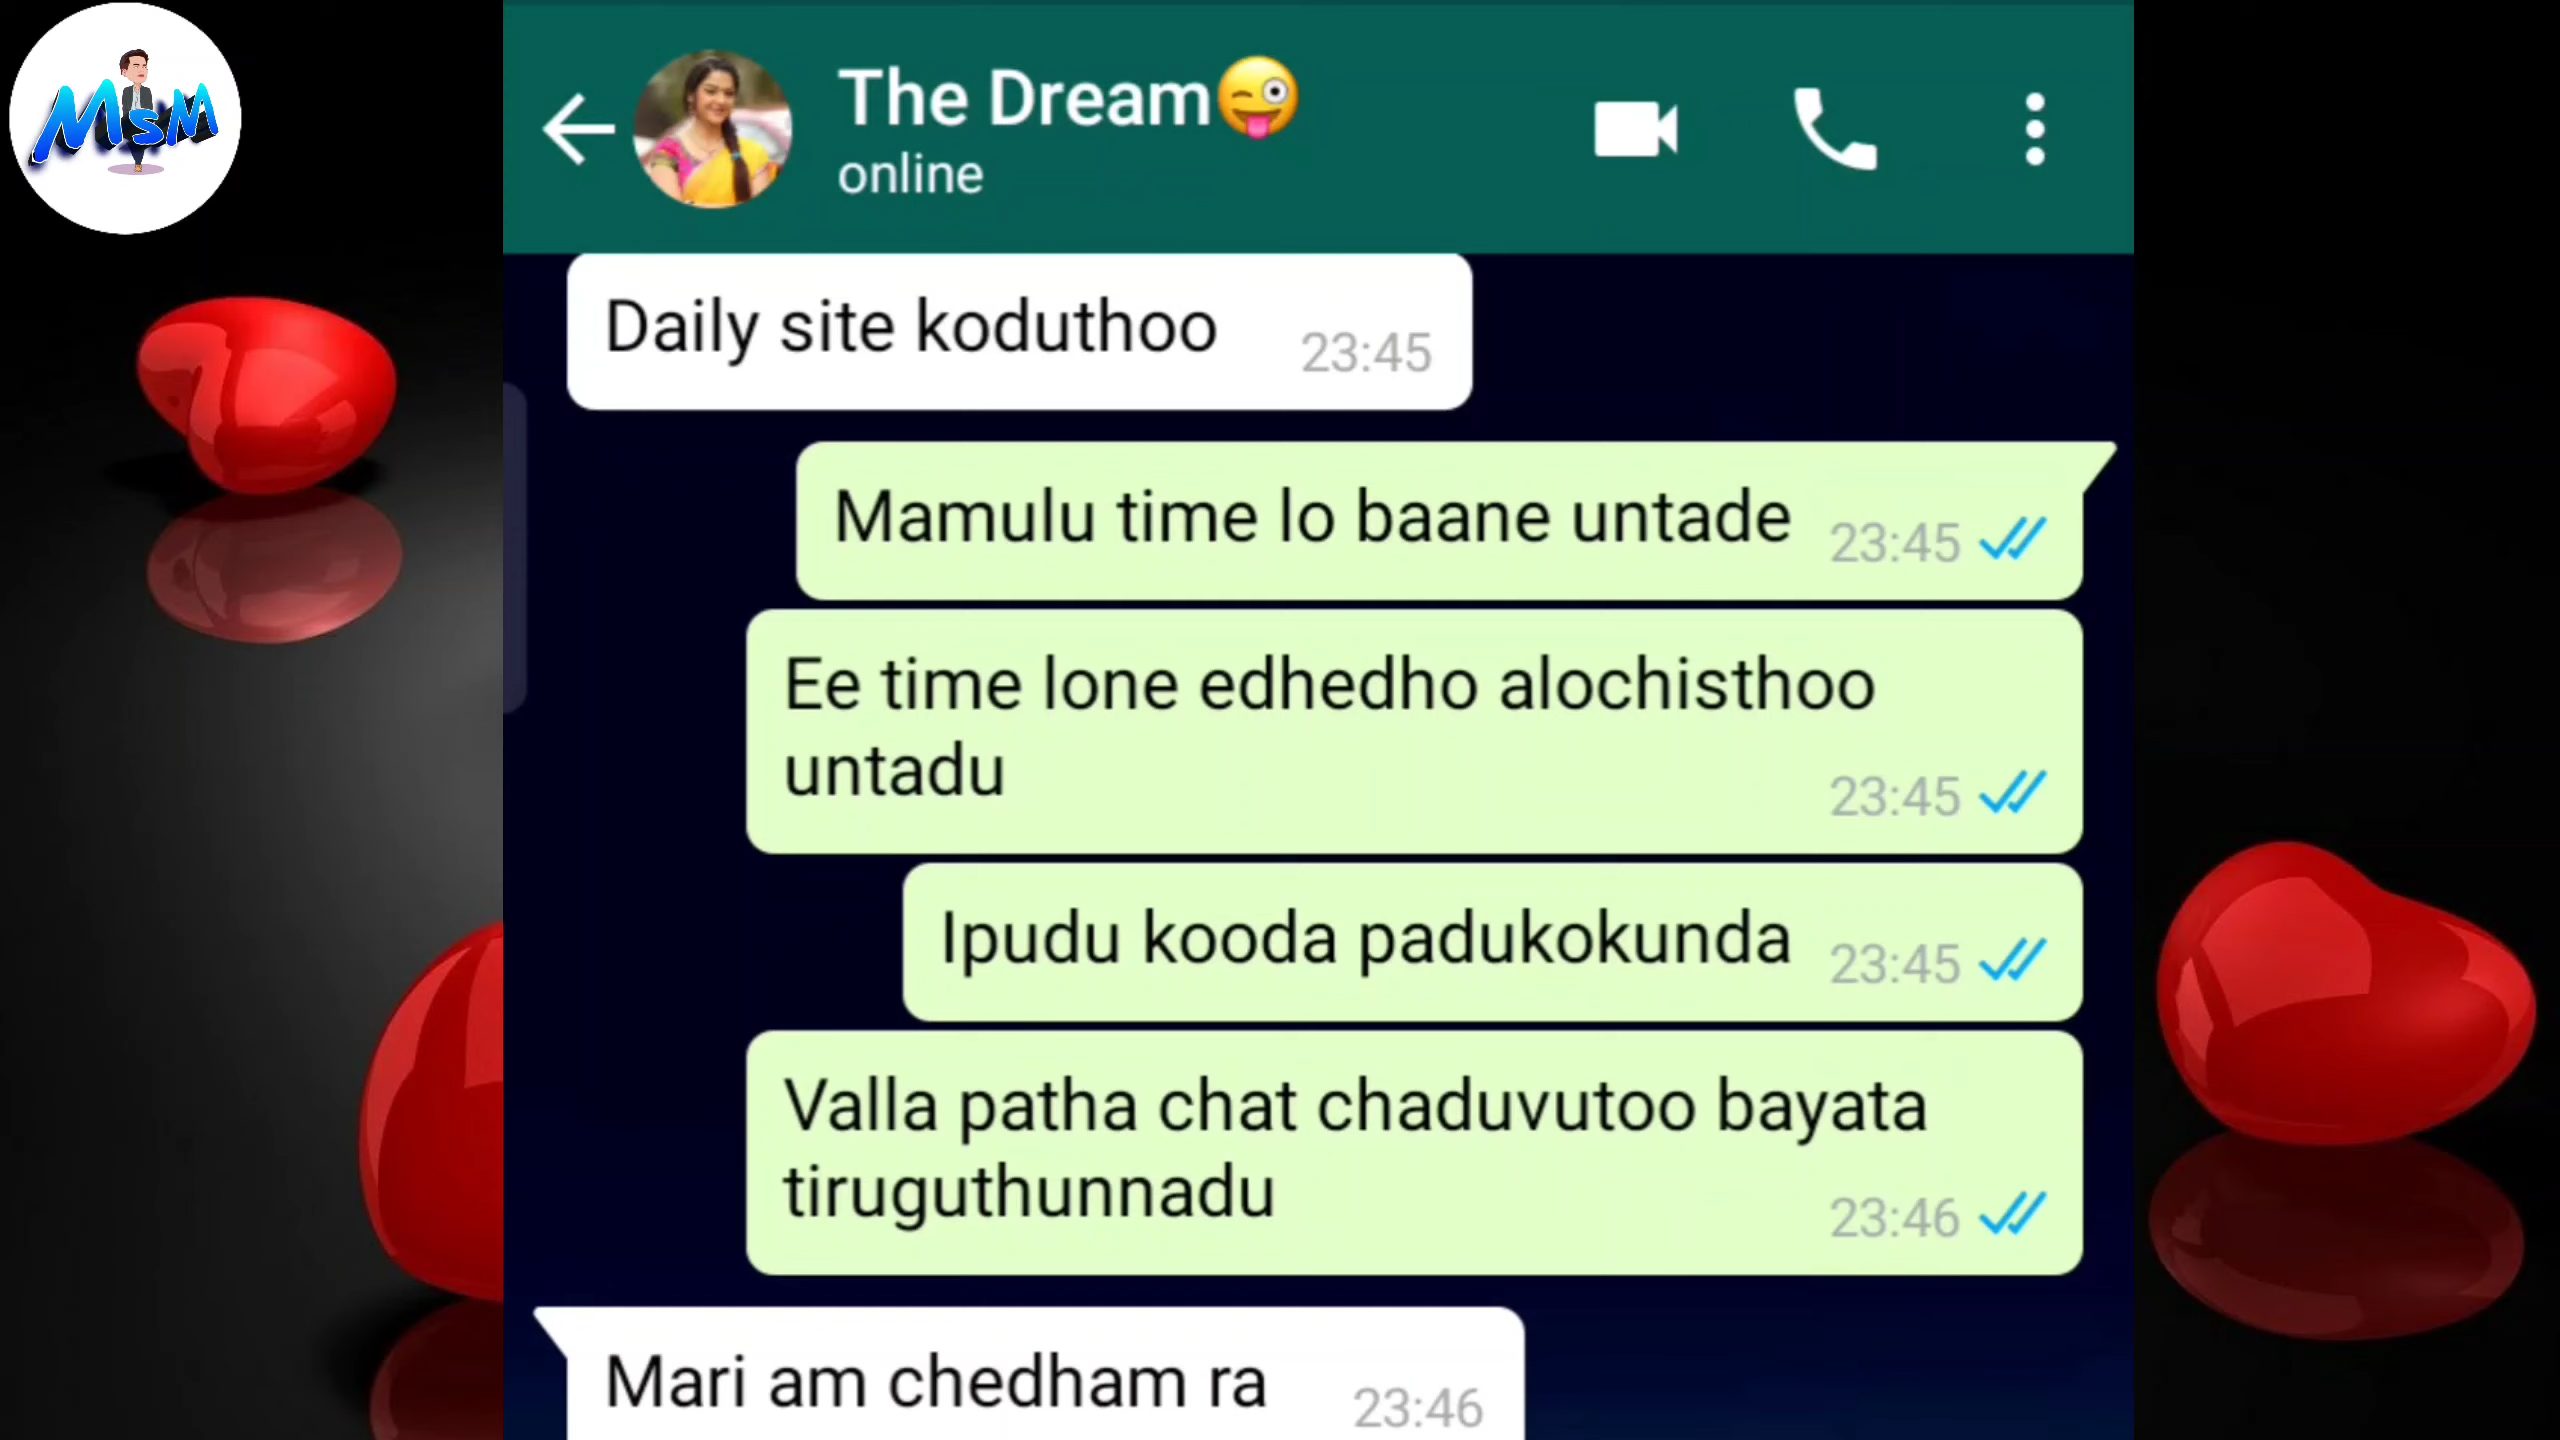 MsM
The Dream😜
online
Daily site koduthoo 23:45
Mamulu time lo baane untade 23:45
Ee time lone edhedho alochisthoo
untadu 23:45
Ipudu kooda padukokunda 23:45
Valla patha chat chaduvutoo bayata
tiruguthunnadu 23:46
Mari am chedham ra 23:46